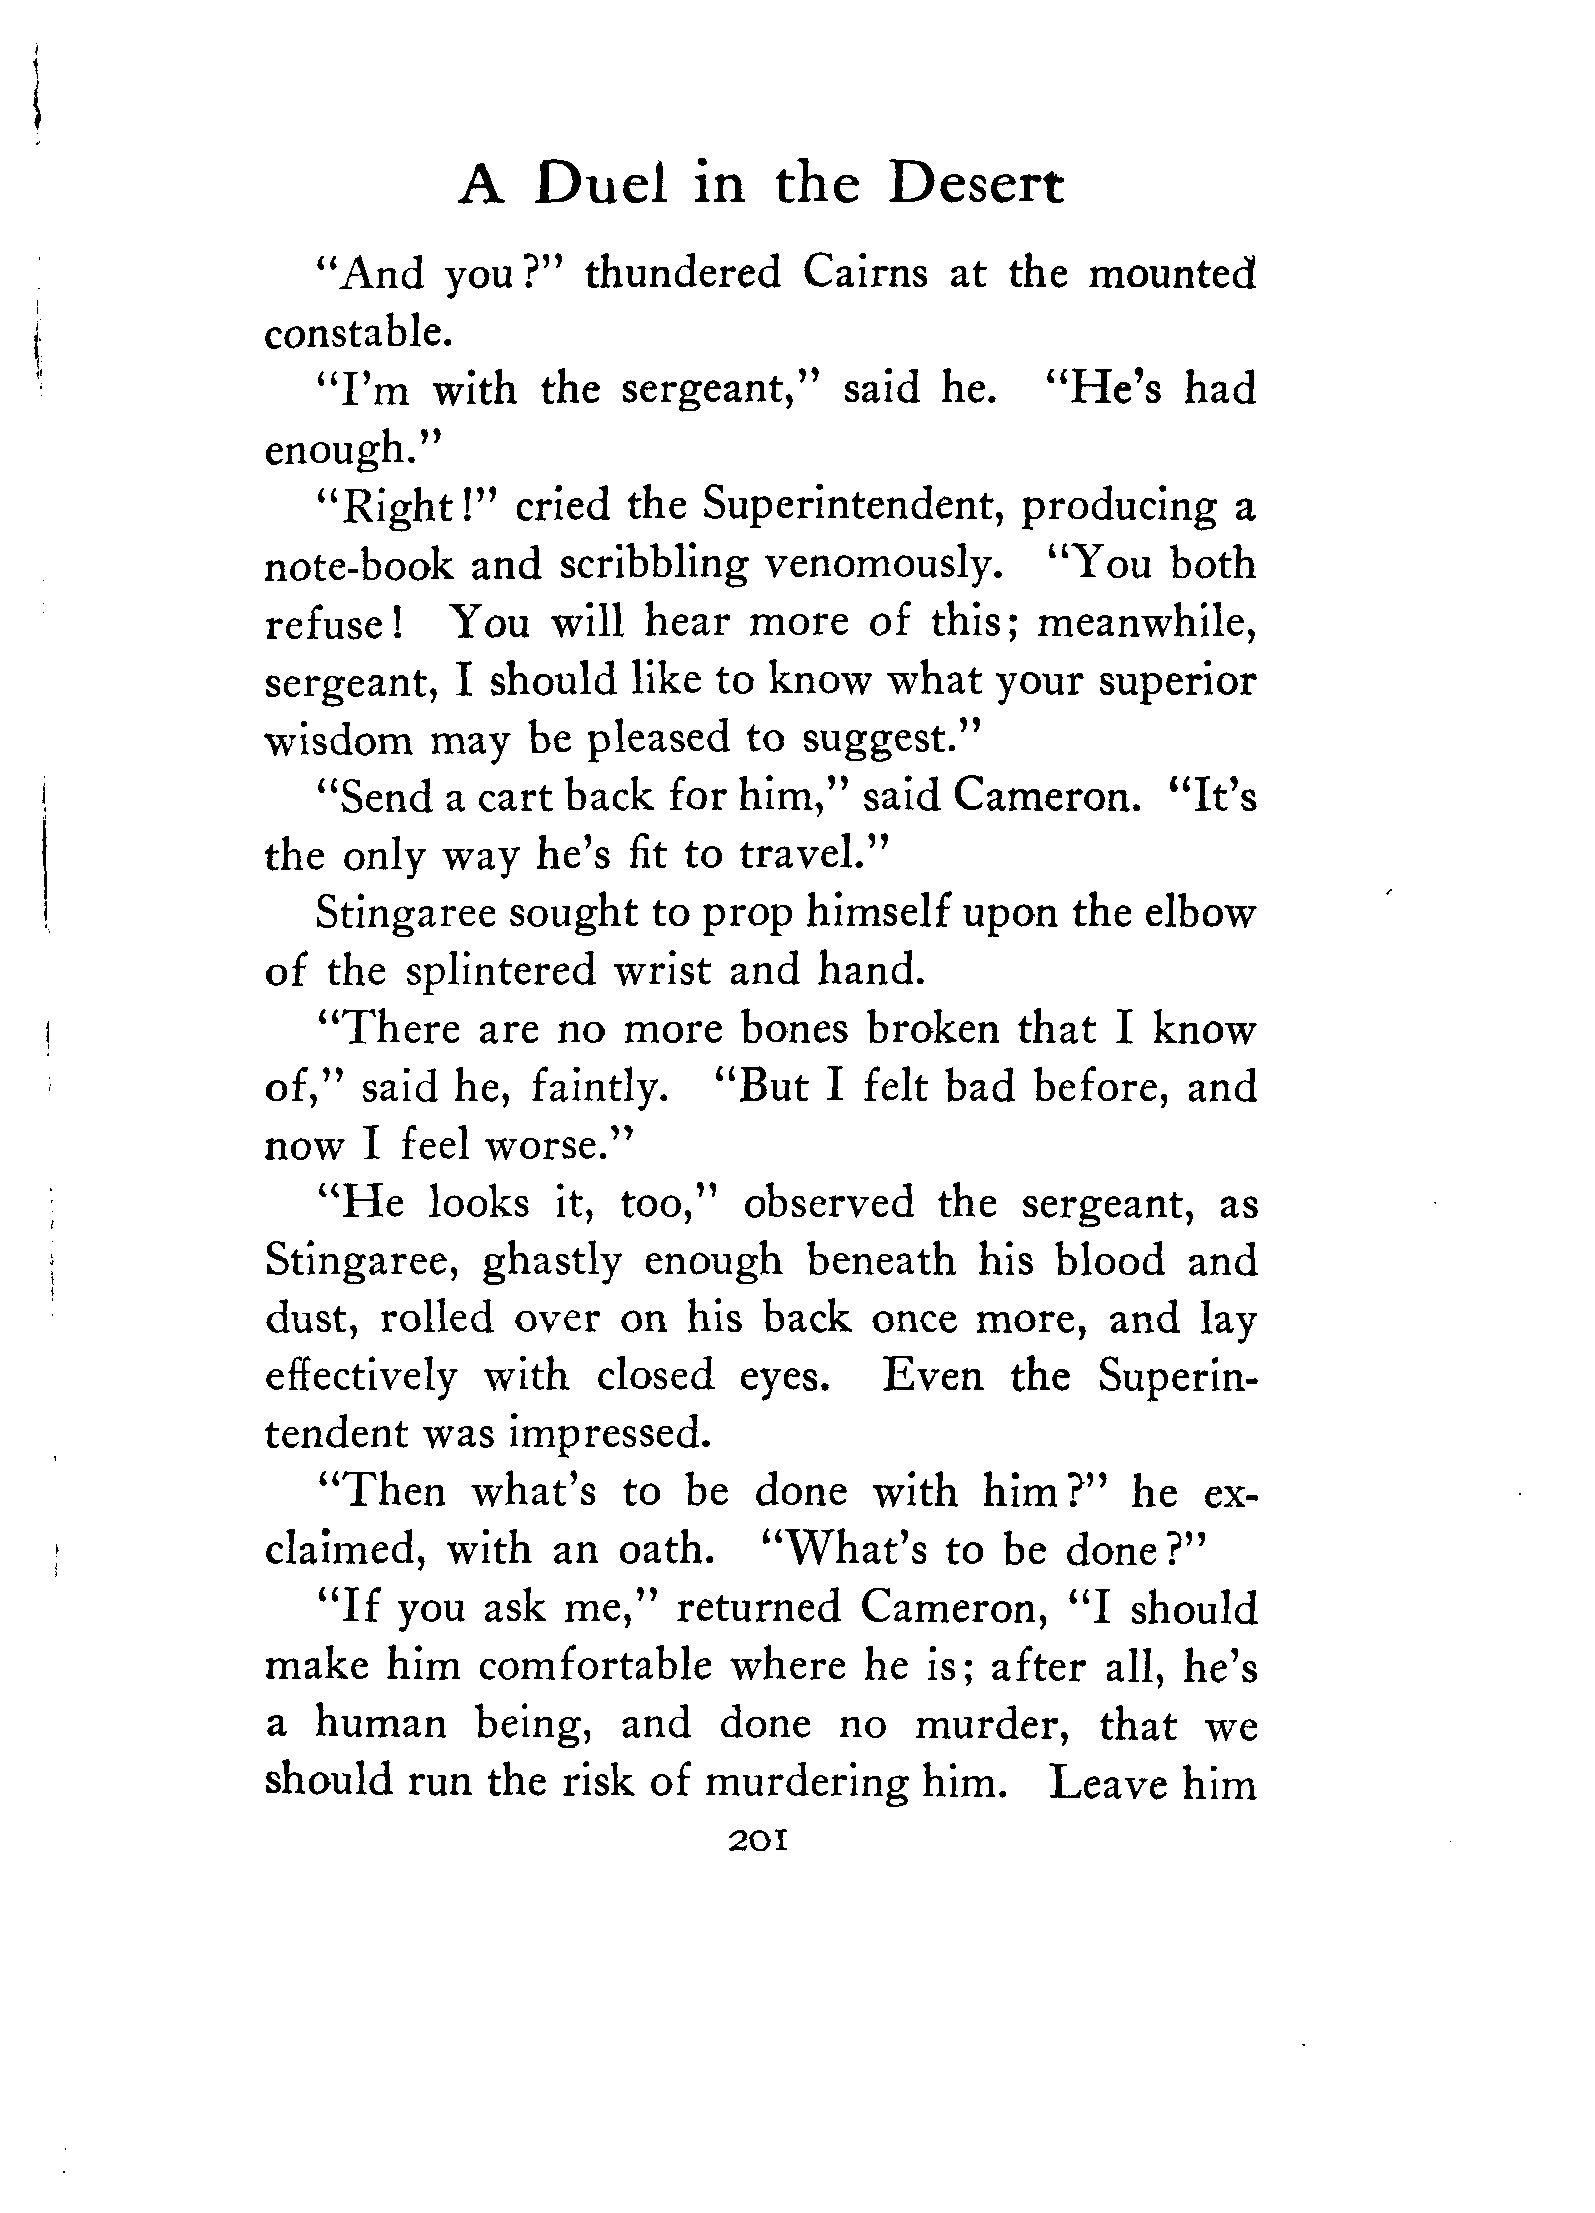 A Duel in the Desert
“And you?” thundered Cairns at the mounted
constable.
“I’m with the sergeant,” said he. “He’s had
enough.”
“Right!” cried the Superintendent, producing a
note-book and scribbling venomously. “You both
refuse! You will hear more of this; meanwhile,
sergeant, I should like to know what your superior
wisdom may be pleased to suggest.”
“Send a cart back for him,” said Cameron. “It’s
the only way he’s fit to travel.”
Stingaree sought to prop himself upon the elbow
of the splintered wrist and hand.
“There are no more bones broken that I know
of,” said he, faintly. “But I felt bad before, and
now I feel worse.”
“He looks it, too,” observed the sergeant, as
Stingaree, ghastly enough beneath his blood and
dust, rolled over on his back once more, and lay
effectively with closed eyes. Even the Superin-
tendent was impressed.
“Then what’s to be done with him?” he ex-
claimed, with an oath. “What’s to be done?”
“If you ask me,” returned Cameron, “I should
make him comfortable where he is; after all, he’s
a human being, and done no murder, that we
should run the risk of murdering him. Leave him
201